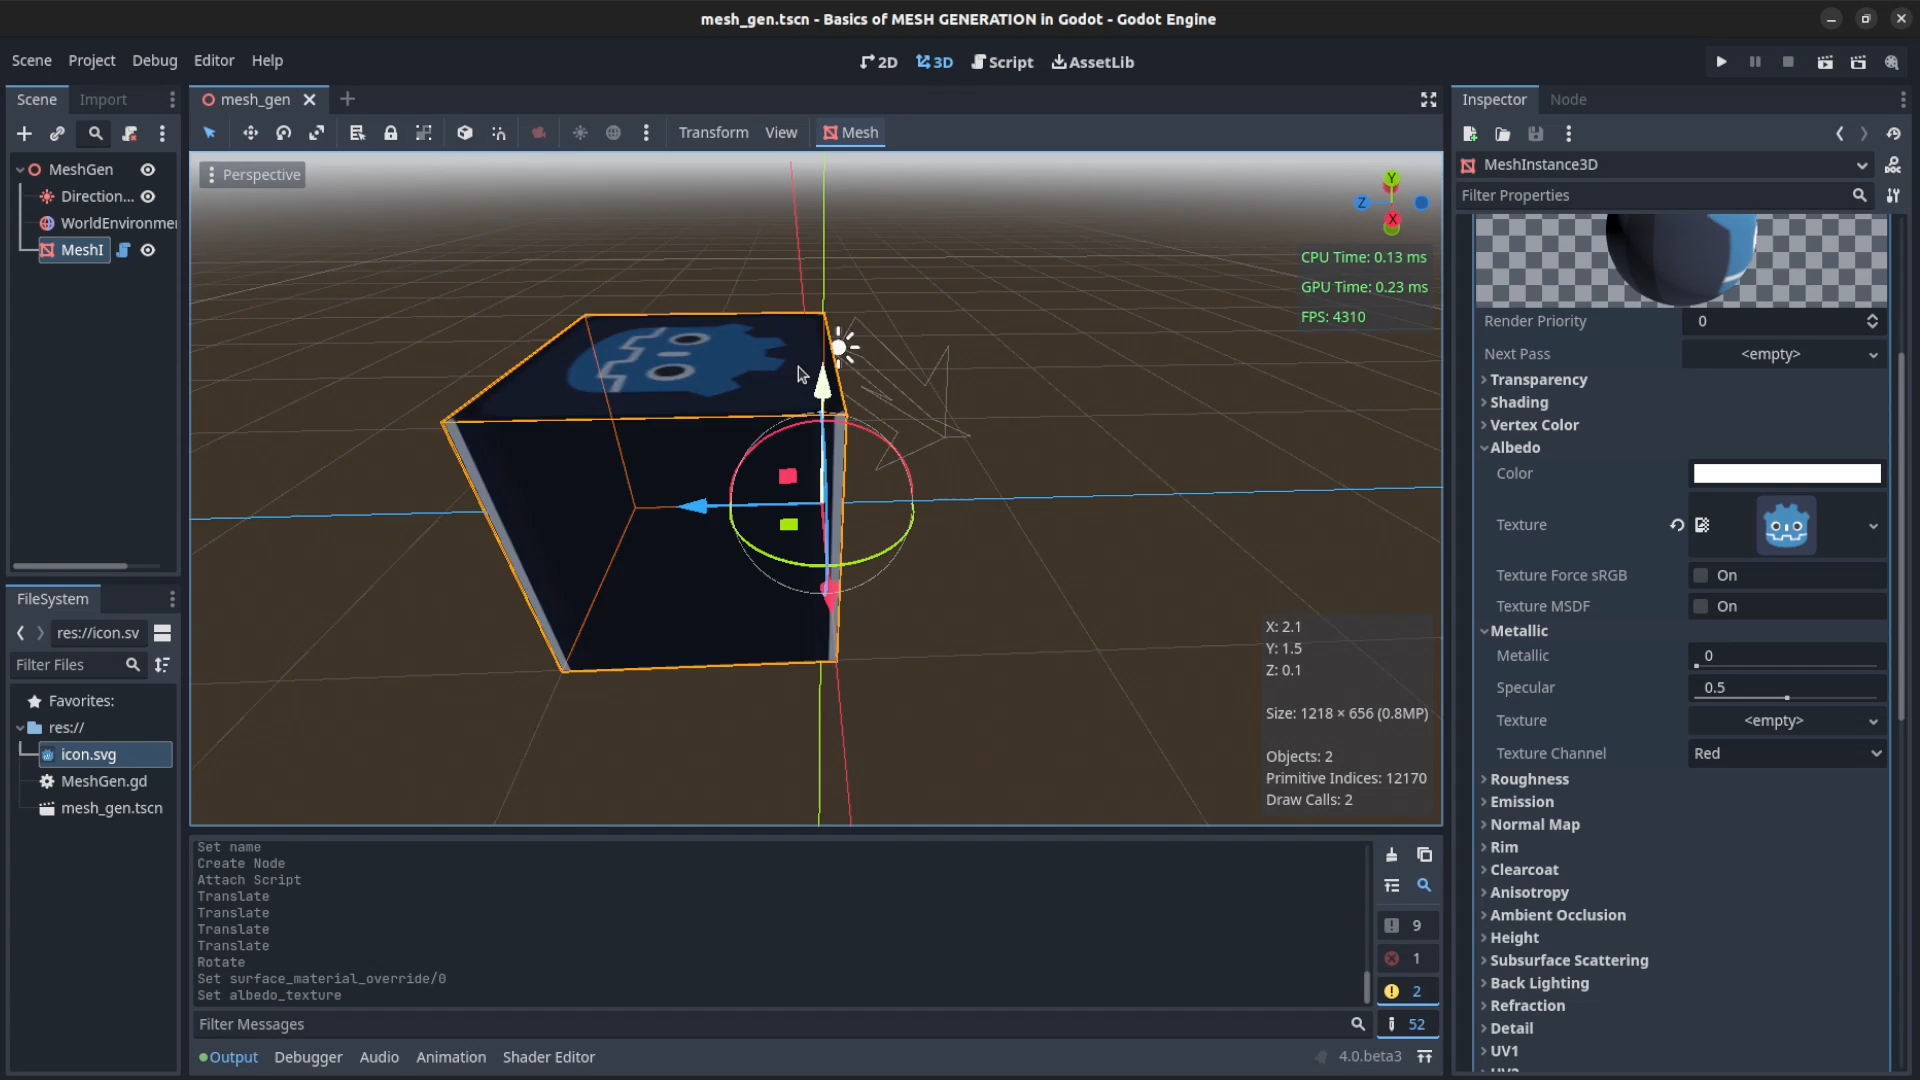 mesh_gen.tscn - Basics of MESH GENERATION in Godot - Godot Engine
Scene Project Debug Editor Help
2D 3D Script AssetLib
Scene Import
mesh_gen
Transform View Mesh
Inspector Node
MeshGen
Direction...
WorldEnvironme
MeshI
Perspective
Y
Z
X
CPU Time: 0.13 ms
GPU Time: 0.23 ms
FPS: 4310
X: 2.1
Y: 1.5
Z: 0.1
Size: 1218 × 656 (0.8MP)
Objects: 2
Primitive Indices: 12170
Draw Calls: 2
MeshInstance3D
Filter Properties
Render Priority 0
Next Pass <empty>
Transparency
Shading
Vertex Color
Albedo
Color
Texture
Texture Force sRGB On
Texture MSDF On
Metallic
Metallic 0
Specular 0.5
Texture <empty>
Texture Channel Red
Roughness
Emission
Normal Map
Rim
Clearcoat
Anisotropy
Ambient Occlusion
Height
Subsurface Scattering
Back Lighting
Refraction
Detail
UV1
FileSystem
res://icon.sv
Filter Files
Favorites:
res://
icon.svg
MeshGen.gd
mesh_gen.tscn
Set name
Create Node
Attach Script
Translate
Translate
Translate
Translate
Rotate
Set surface_material_override/0
Set albedo_texture
9
1
2
52
Filter Messages
Output Debugger Audio Animation Shader Editor
4.0.beta3